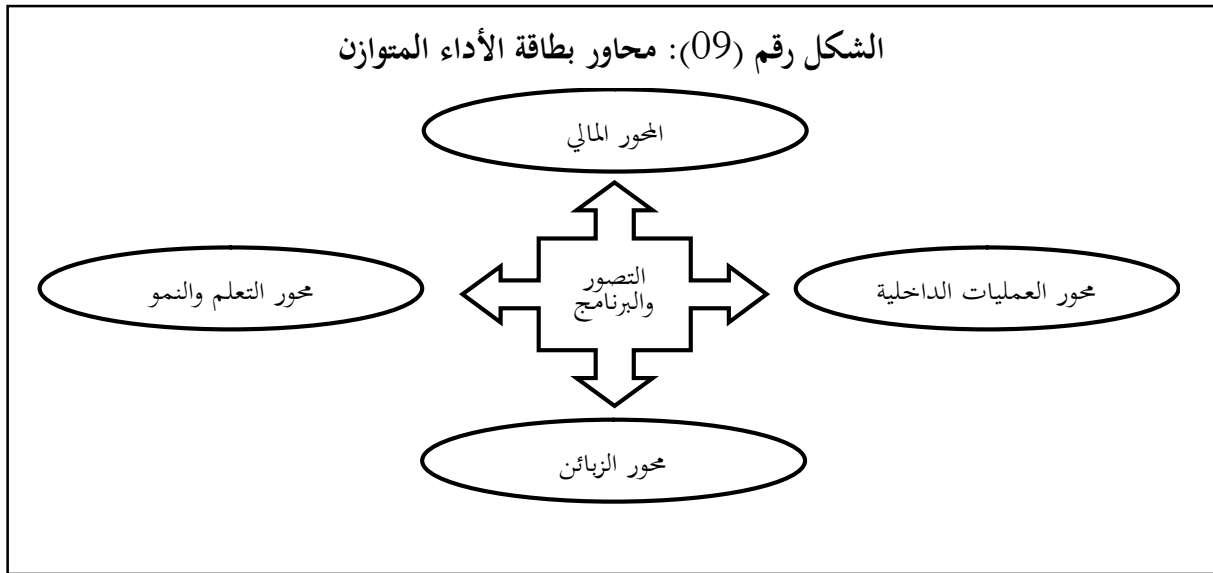 الشكل رقم (09): محاور بطاقة الأداء المتوازن
المحور المالي
محور العمليات الداخلية
التصور
والبرنامج
محور التعلم والنمو
محور الزبائن